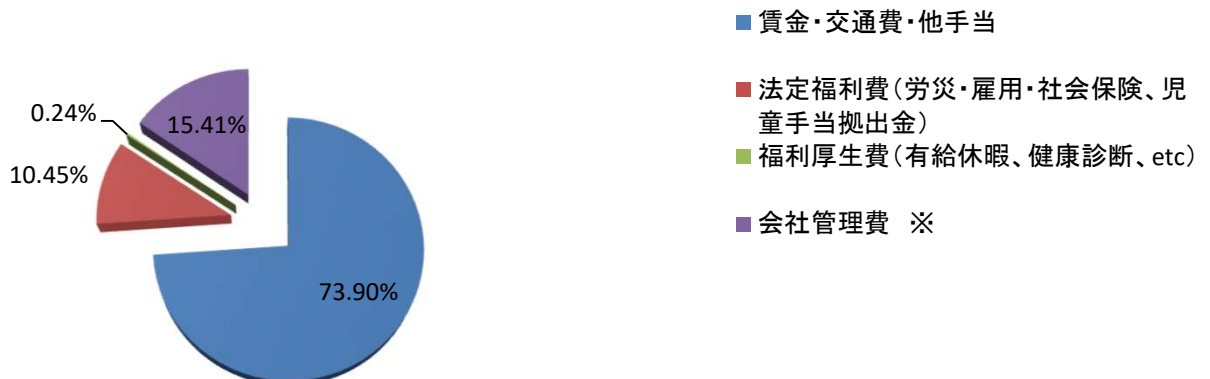 賃金・交通費・他手当
法定福利費(労災・雇用・社会保険、児
童手当拠出金)
福利厚生費(有給休暇、健康診断、etc)
会社管理費　※
0.24%
15.41%
10.45%
73.90%